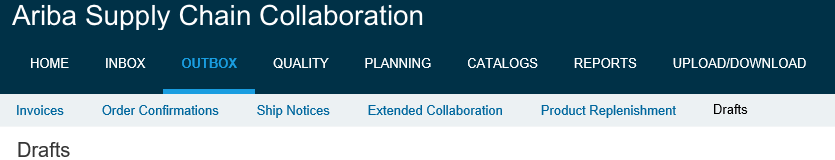 Ariba Supply Chain Collaboration
HOME INBOX OUTBOX QUALITY PLANNING CATALOGS REPORTS UPLOAD/DOWNLOAD
Invoices Order Confirmations Ship Notices Extended Collaboration Product Replenishment Drafts
Drafts